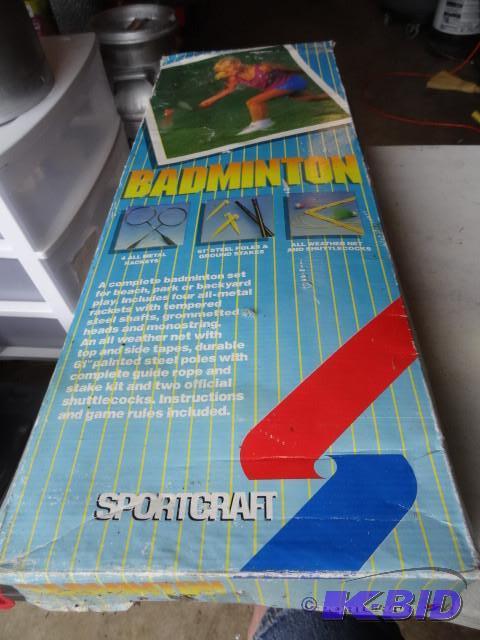 BADMINTON
4 ALL METAL
RACKETS
61" STEEL POLES &
GROUND STAKES
ALL WEATHER NET
AND SHUTTLECOCKS
A complete badminton set
for beach, park or backyard
play. Includes four all-metal
rackets with tempered
steel shafts, grommetted
heads and monostring.
An all weather net with
top and side tapes, durable
61" painted steel poles with
complete guide rope and
stake kit and two official
shuttlecocks. Instructions
and game rules included.
SPORTCRAFT
BADMINTON
© K-BID